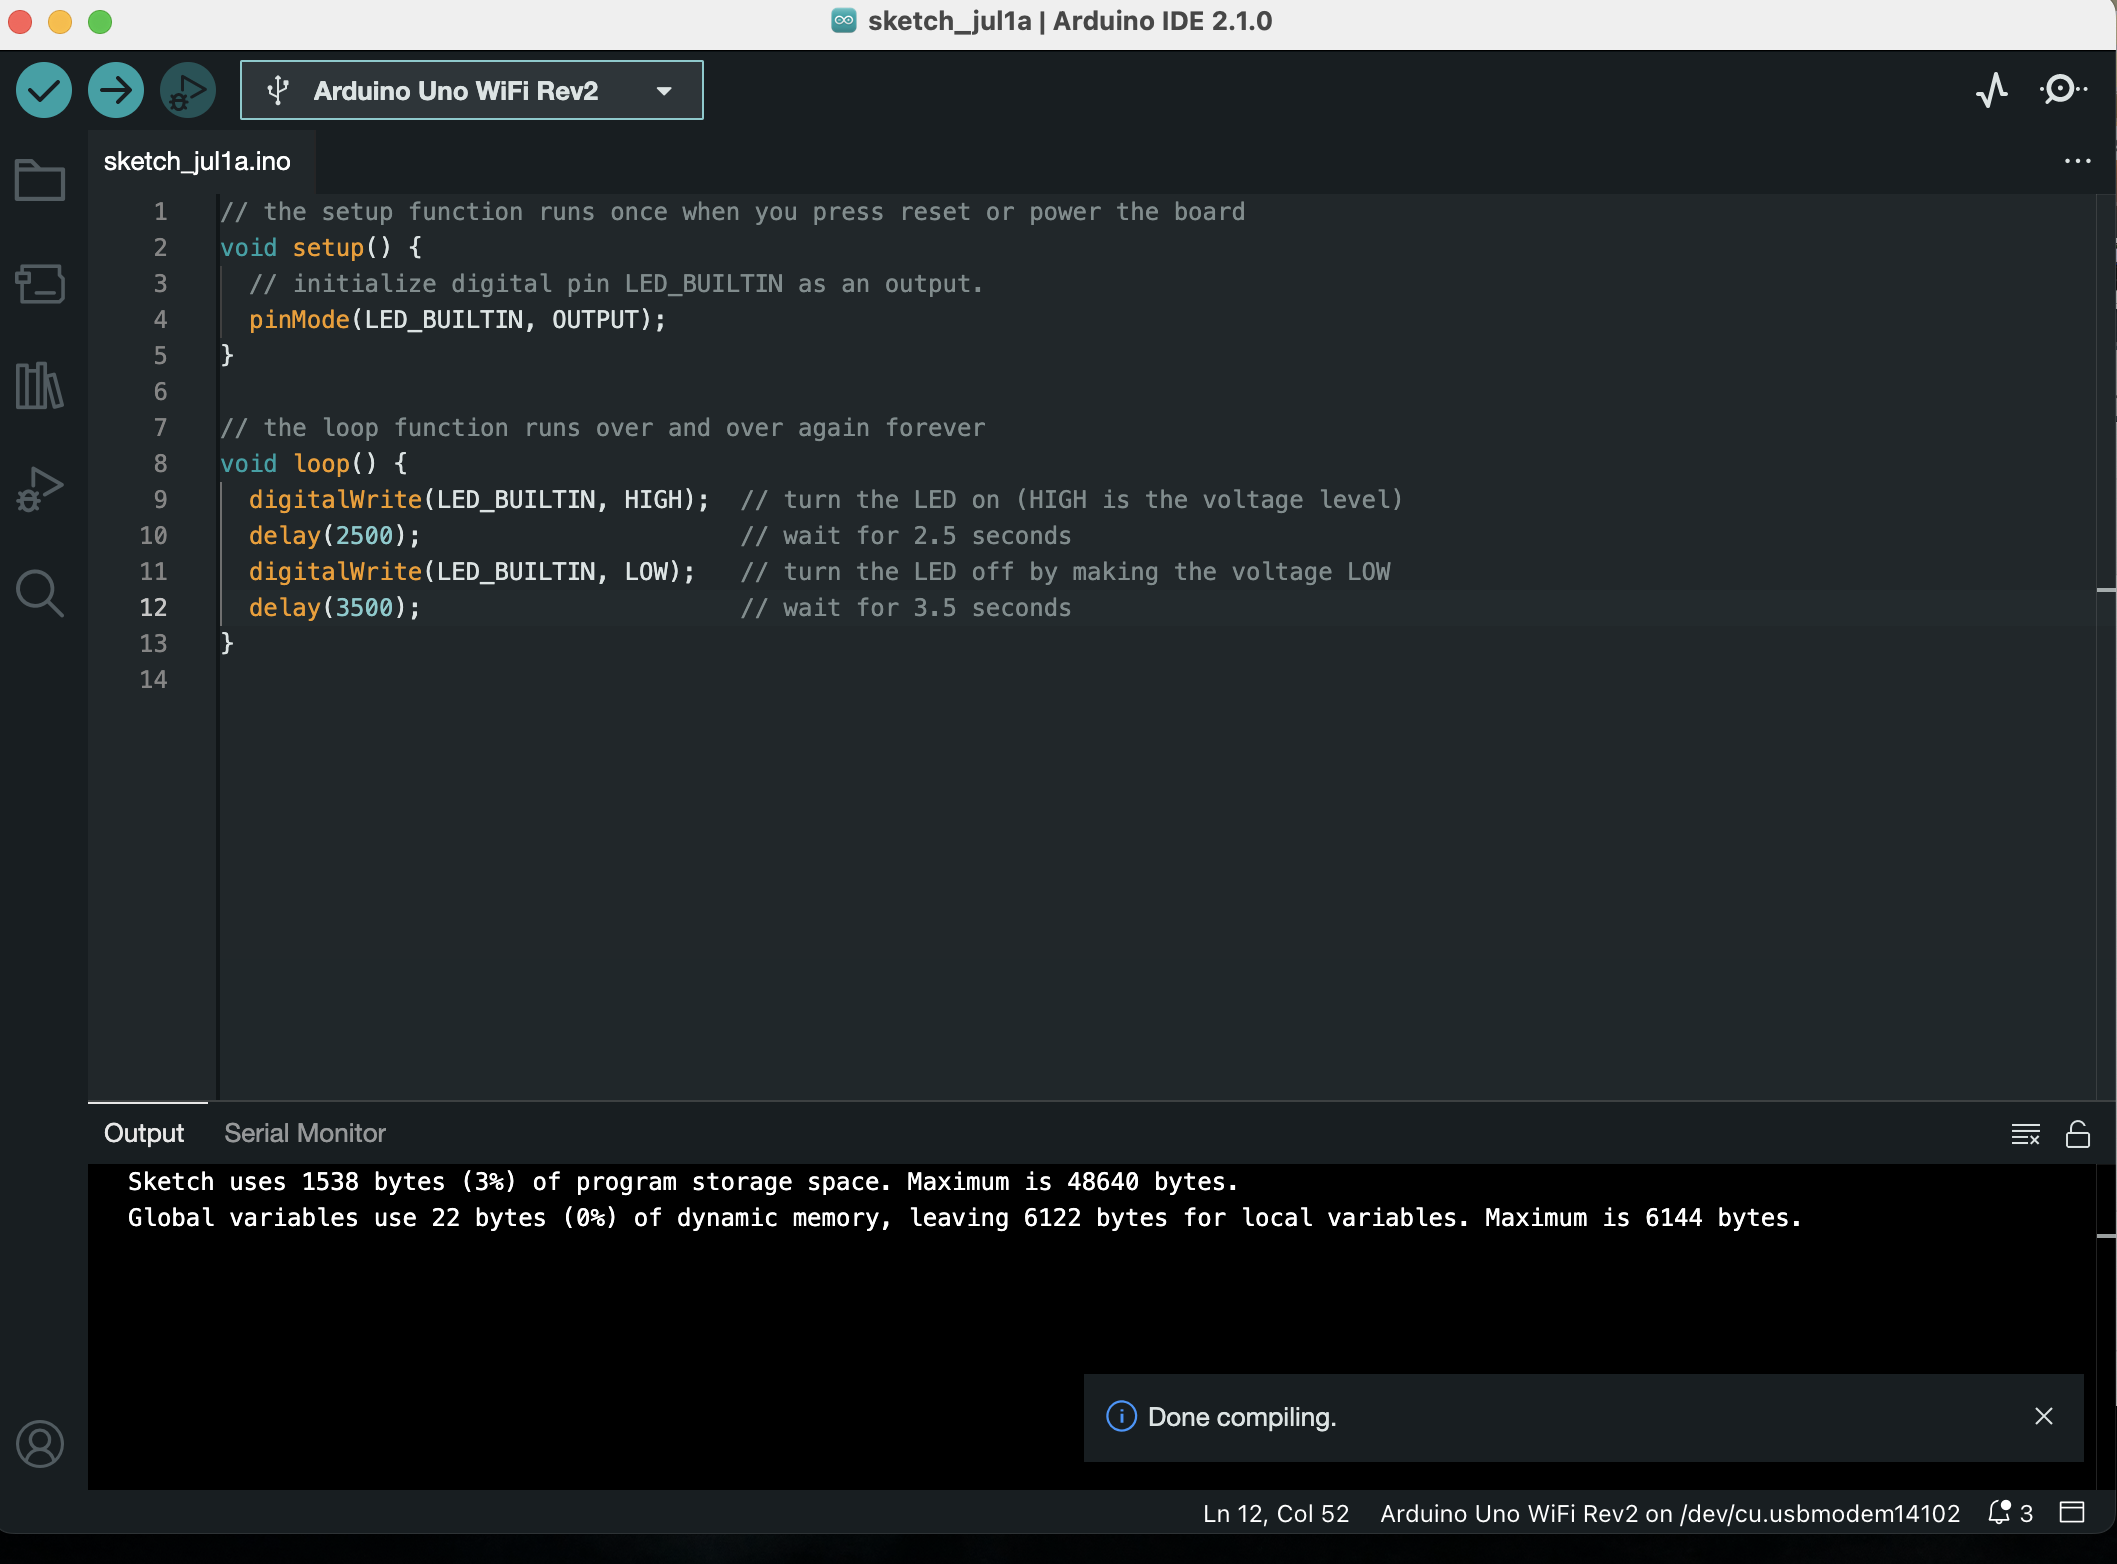 sketch_jul1a | Arduino IDE 2.1.0
Arduino Uno WiFi Rev2
sketch_jul1a.ino
1 // the setup function runs once when you press reset or power the board
2 void setup() {
3   // initialize digital pin LED_BUILTIN as an output.
4   pinMode(LED_BUILTIN, OUTPUT);
5 }
6
7 // the loop function runs over and over again forever
8 void loop() {
9   digitalWrite(LED_BUILTIN, HIGH);  // turn the LED on (HIGH is the voltage level)
10   delay(2500);                      // wait for 2.5 seconds
11   digitalWrite(LED_BUILTIN, LOW);   // turn the LED off by making the voltage LOW
12   delay(3500);                      // wait for 3.5 seconds
13 }
14
Output Serial Monitor
Sketch uses 1538 bytes (3%) of program storage space. Maximum is 48640 bytes.
Global variables use 22 bytes (0%) of dynamic memory, leaving 6122 bytes for local variables. Maximum is 6144 bytes.
Done compiling.
Ln 12, Col 52 Arduino Uno WiFi Rev2 on /dev/cu.usbmodem14102 3